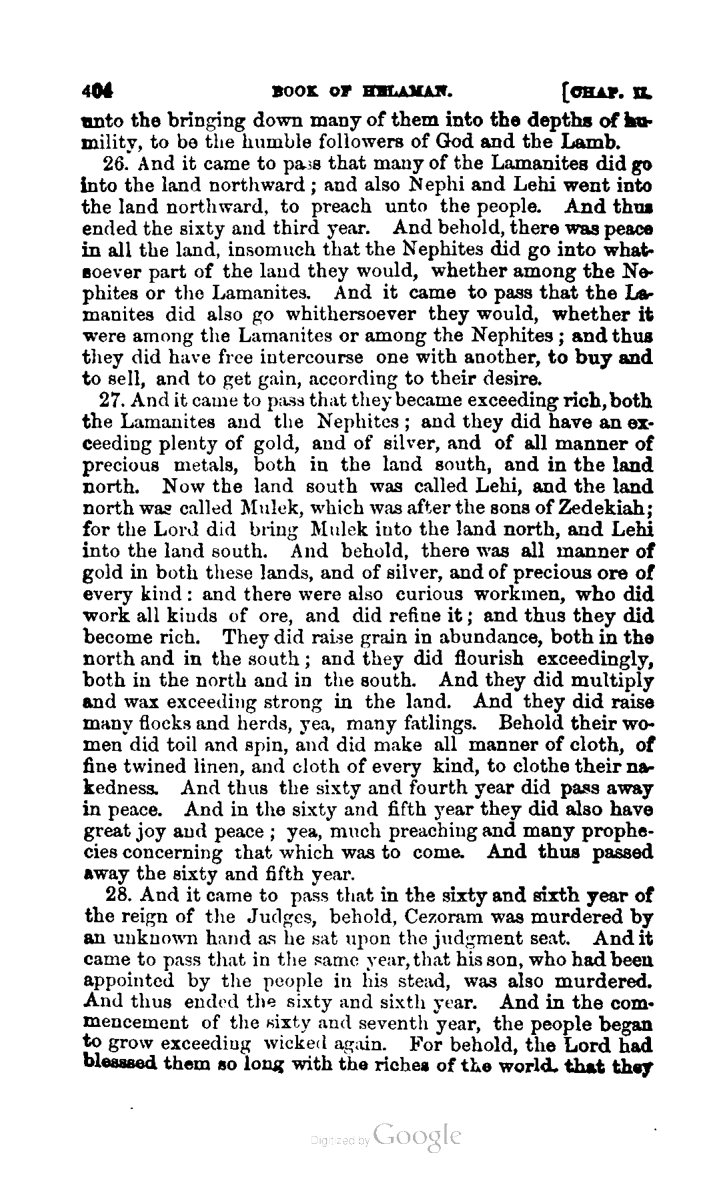 404 BOOK OF HELAMAN. [CHAP. II.
unto the bringing down many of them into the depths of hu-
mility, to be the humble followers of God and the Lamb.
26. And it came to pass that many of the Lamanites did go
into the land northward; and also Nephi and Lehi went into
the land northward, to preach unto the people. And thus
ended the sixty and third year. And behold, there was peace
in all the land, insomuch that the Nephites did go into what-
soever part of the land they would, whether among the Ne-
phites or the Lamanites. And it came to pass that the La-
manites did also go whithersoever they would, whether it
were among the Lamanites or among the Nephites; and thus
they did have free intercourse one with another, to buy and
to sell, and to get gain, according to their desire.
27. And it came to pass that they became exceeding rich, both
the Lamanites and the Nephites; and they did have an ex-
ceeding plenty of gold, and of silver, and of all manner of
precious metals, both in the land south, and in the land
north. Now the land south was called Lehi, and the land
north was called Mulek, which was after the sons of Zedekiah;
for the Lord did bring Mulek into the land north, and Lehi
into the land south. And behold, there was all manner of
gold in both these lands, and of silver, and of precious ore of
every kind: and there were also curious workmen, who did
work all kinds of ore, and did refine it; and thus they did
become rich. They did raise grain in abundance, both in the
north and in the south; and they did flourish exceedingly,
both in the north and in the south. And they did multiply
and wax exceeding strong in the land. And they did raise
many flocks and herds, yea, many fatlings. Behold their wo-
men did toil and spin, and did make all manner of cloth, of
fine twined linen, and cloth of every kind, to clothe their na-
kedness. And thus the sixty and fourth year did pass away
in peace. And in the sixty and fifth year they did also have
great joy and peace; yea, much preaching and many prophe-
cies concerning that which was to come. And thus passed
away the sixty and fifth year.
28. And it came to pass that in the sixty and sixth year of
the reign of the Judges, behold, Cezoram was murdered by
an unknown hand as he sat upon the judgment seat. And it
came to pass that in the same year, that his son, who had been
appointed by the people in his stead, was also murdered.
And thus ended the sixty and sixth year. And in the com-
mencement of the sixty and seventh year, the people began
to grow exceeding wicked again. For behold, the Lord had
blesssed them so long with the riches of the world, that they
Digitized by Google